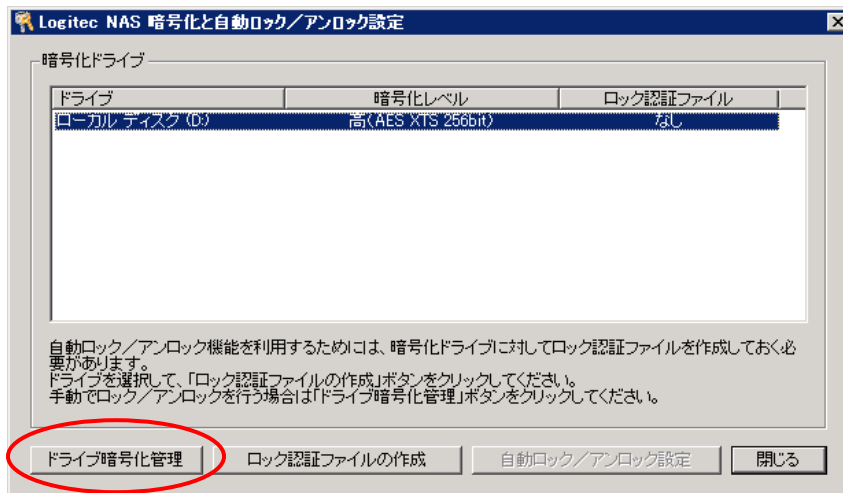 Logitec NAS 暗号化と自動ロック／アンロック設定
暗号化ドライブ
ドライブ 暗号化レベル ロック認証ファイル
ローカル ディスク (D:) 高(AES XTS 256bit) なし
自動ロック／アンロック機能を利用するためには、暗号化ドライブに対してロック認証ファイルを作成しておく必
要があります。
ドライブを選択して、「ロック認証ファイルの作成」ボタンをクリックしてください。
手動でロック／アンロックを行う場合は「ドライブ暗号化管理」ボタンをクリックしてください。
ドライブ暗号化管理 ロック認証ファイルの作成 自動ロック／アンロック設定 閉じる